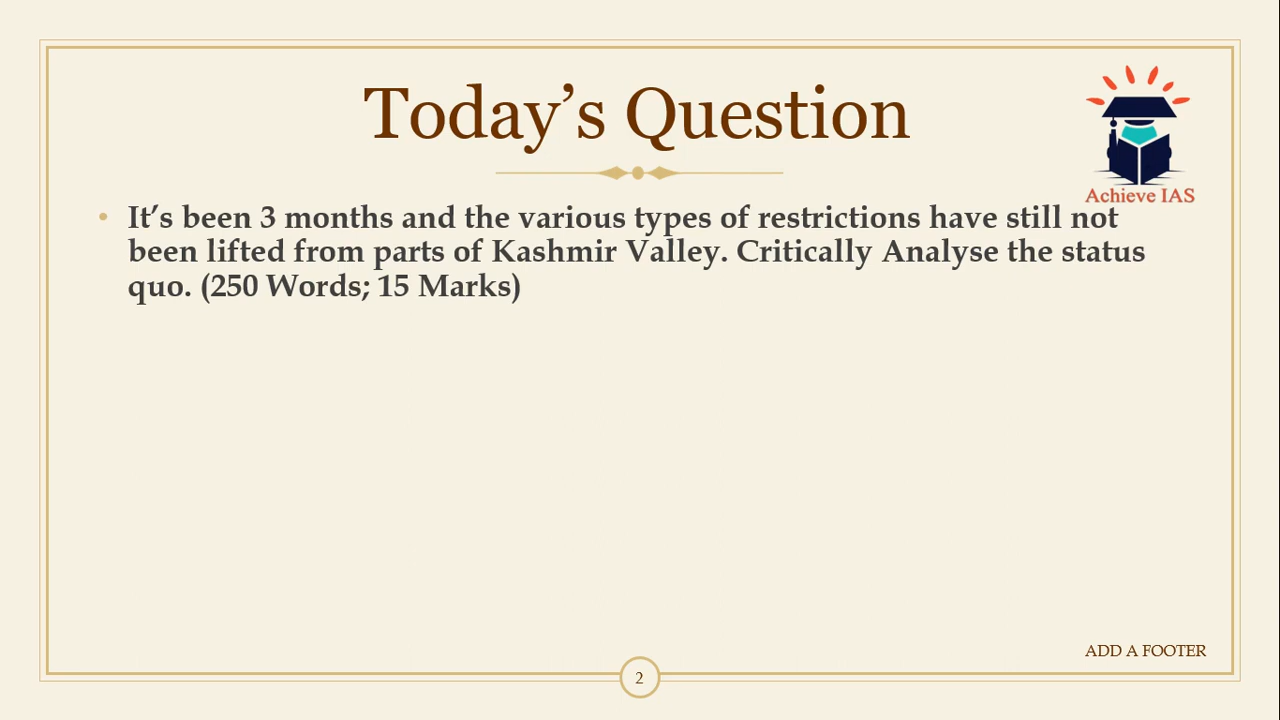 Today’s Question
Achieve IAS
• It’s been 3 months and the various types of restrictions have still not
been lifted from parts of Kashmir Valley. Critically Analyse the status
quo. (250 Words; 15 Marks)
ADD A FOOTER
2